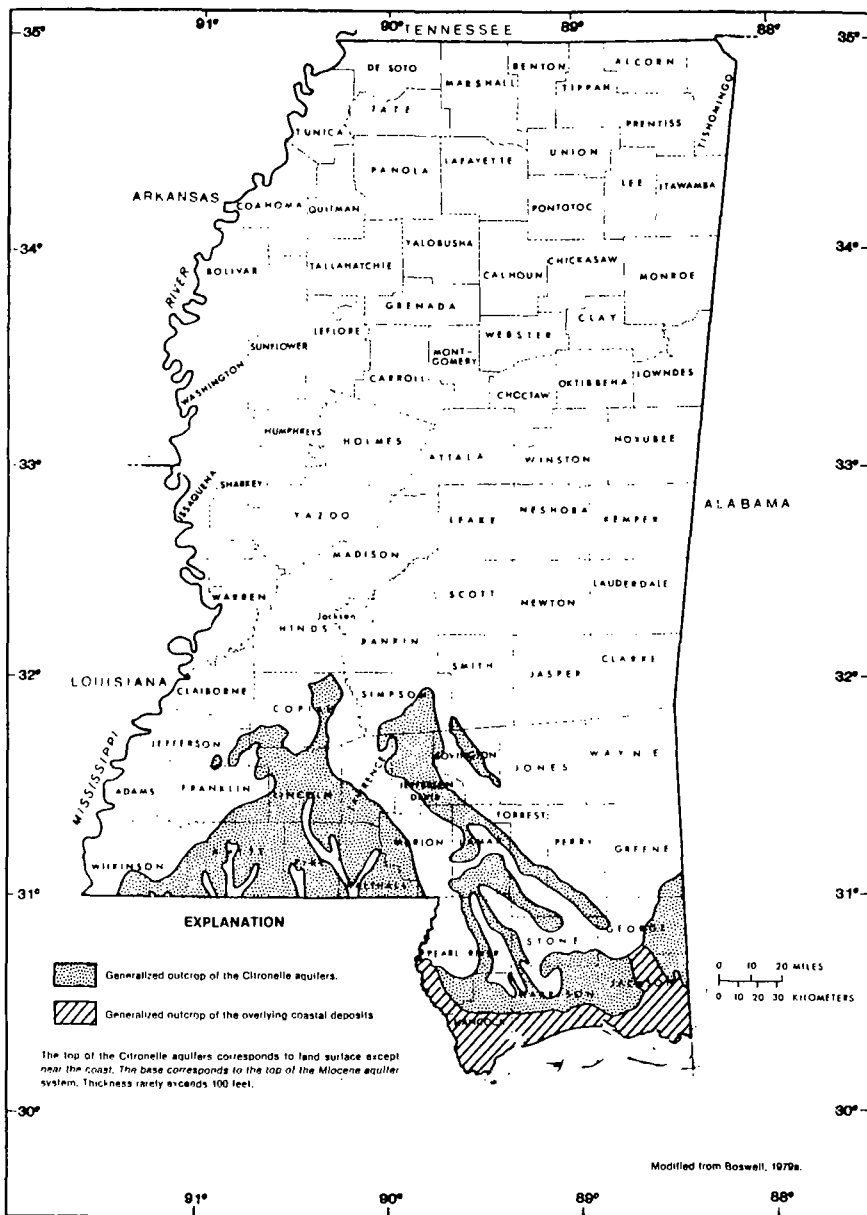 91° 90° 89° 88°
35° TENNESSEE 35°
DE SOTO
MARSHALL
BENTON
ALCORN
TIPPAH
TISHOMINGO
TATE
TUNICA
PRENTISS
PANOLA
LAFAYETTE
UNION
LEE
ITAWAMBA
ARKANSAS
COAHOMA
QUITMAN
PONTOTOC
34° 34°
YALOBUSHA
BOLIVAR
TALLAHATCHIE
CALHOUN
CHICKASAW
MONROE
RIVER
GRENADA
CLAY
LEFLORE
SUNFLOWER
WEBSTER
MONT-
GOMERY
WASHINGTON
CARROLL
CHOCTAW
OKTIBBEHA
LOWNDES
HUMPHREYS
HOLMES
NOXUBEE
ATTALA
WINSTON
33° 33°
SHARKEY
ISSAQUENA
YAZOO
LEAKE
NESHOBA
KEMPER
ALABAMA
MADISON
WARREN
SCOTT
NEWTON
LAUDERDALE
Jackson
HINDS
RANKIN
SMITH
JASPER
CLARKE
32° 32°
LOUISIANA
CLAIBORNE
COPIAH
SIMPSON
JEFFERSON
COVINGTON
JONES
WAYNE
MISSISSIPPI
ADAMS
FRANKLIN
LINCOLN
LAWRENCE
JEFFERSON
DAVIS
FORREST
WILKINSON
AMITE
PIKE
MARION
LAMAR
PERRY
GREENE
WALTHALL
31° 31°
GEORGE
STONE
PEARL RIVER
HARRISON
JACKSON
HANCOCK
EXPLANATION
Generalized outcrop of the Citronelle aquifers.
Generalized outcrop of the overlying coastal deposits
The top of the Citronelle aquifers corresponds to land surface except
near the coast. The base corresponds to the top of the Miocene aquifer
system. Thickness rarely exceeds 100 feet.
0 10 20 MILES
0 10 20 30 KILOMETERS
30° 30°
Modified from Boswell, 1979a.
91° 90° 89° 88°